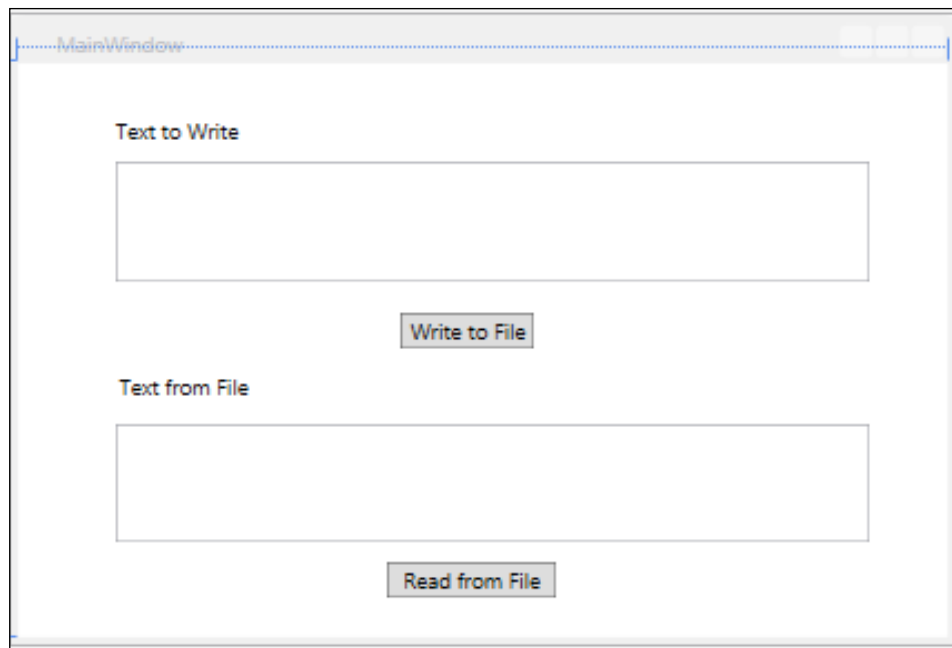 MainWindow
Text to Write
Write to File
Text from File
Read from File